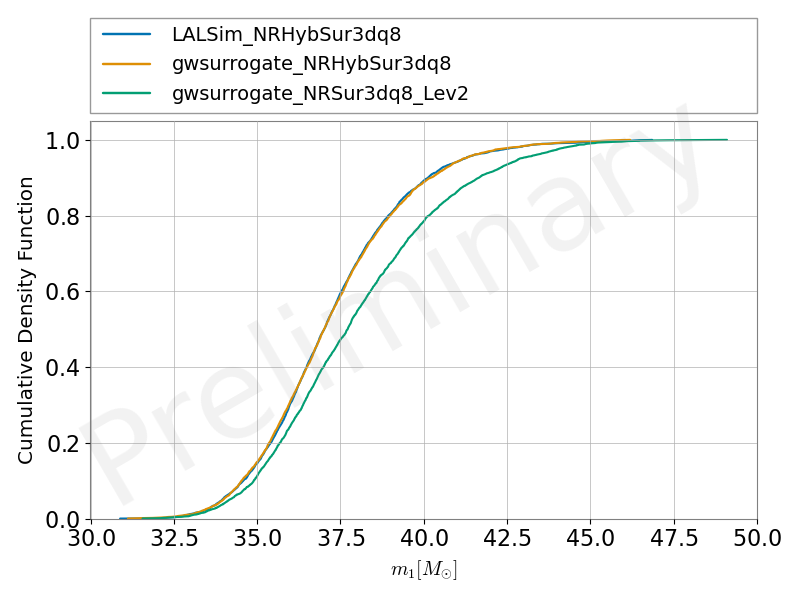 LALSim_NRHybSur3dq8
gwsurrogate_NRHybSur3dq8
gwsurrogate_NRSur3dq8_Lev2
1.0
0.8
0.6
0.4
0.2
0.0
Cumulative Density Function
Preliminary
30.0 32.5 35.0 37.5 40.0 42.5 45.0 47.5 50.0
m₁[M☉]